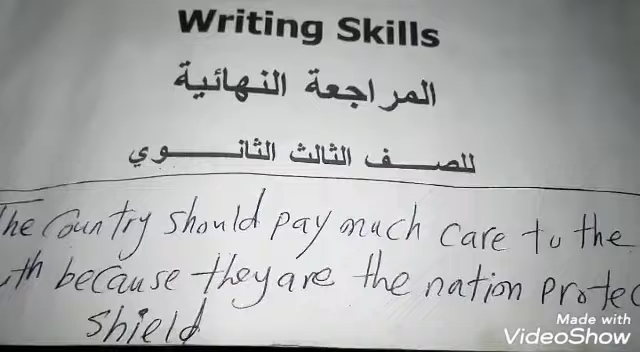 Writing Skills
المراجعة النهائية
للصف الثالث الثانوي
The Country should pay much care to the
because they are the nation
shield
Made with
VideoShow